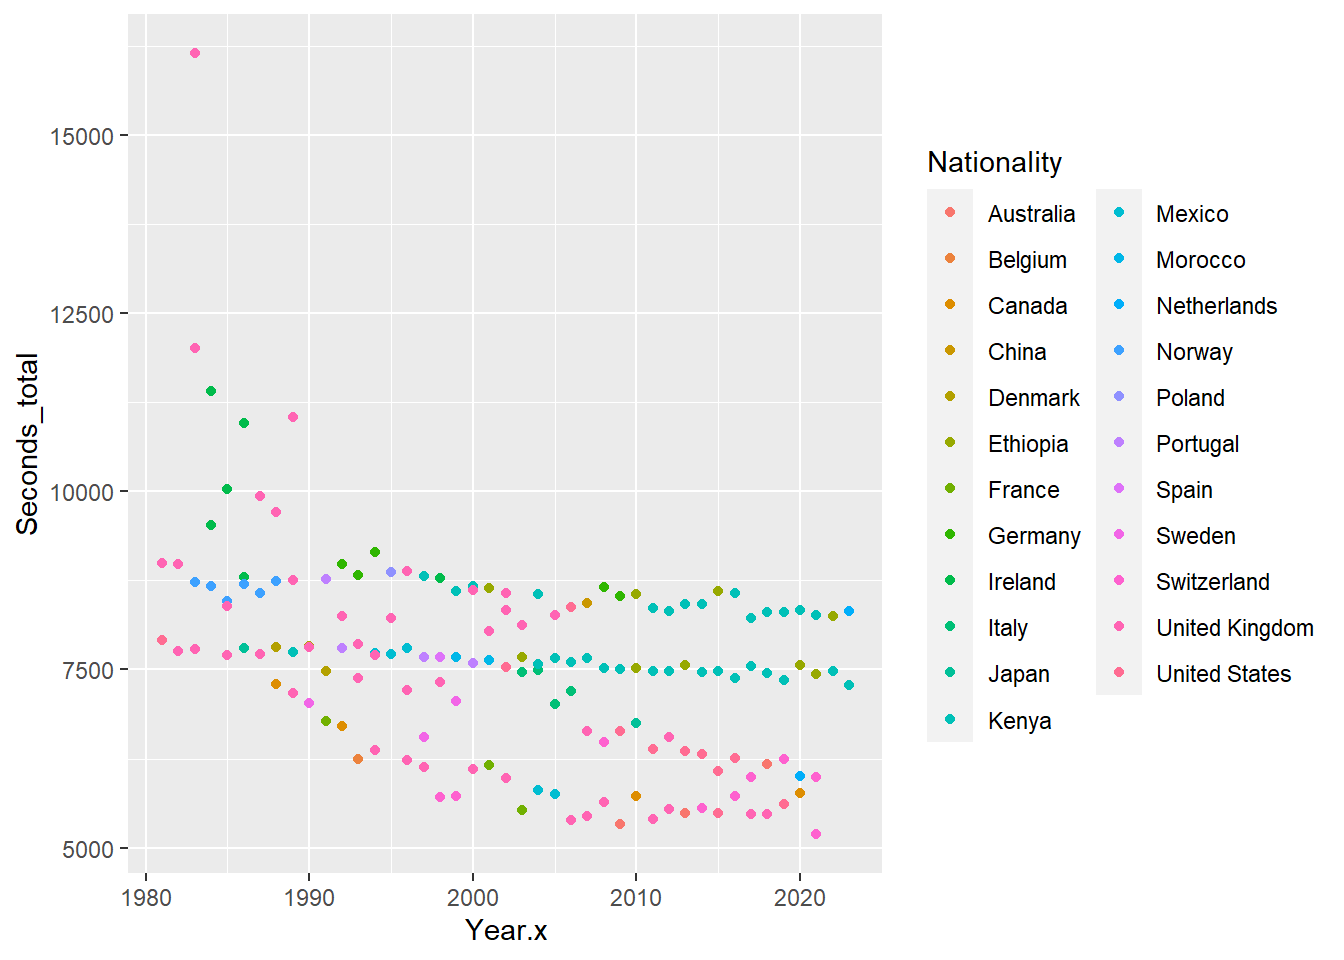 Seconds_total
15000
12500
10000
7500
5000
1980 1990 2000 2010 2020
Year.x
Nationality
Australia
Belgium
Canada
China
Denmark
Ethiopia
France
Germany
Ireland
Italy
Japan
Kenya
Mexico
Morocco
Netherlands
Norway
Poland
Portugal
Spain
Sweden
Switzerland
United Kingdom
United States